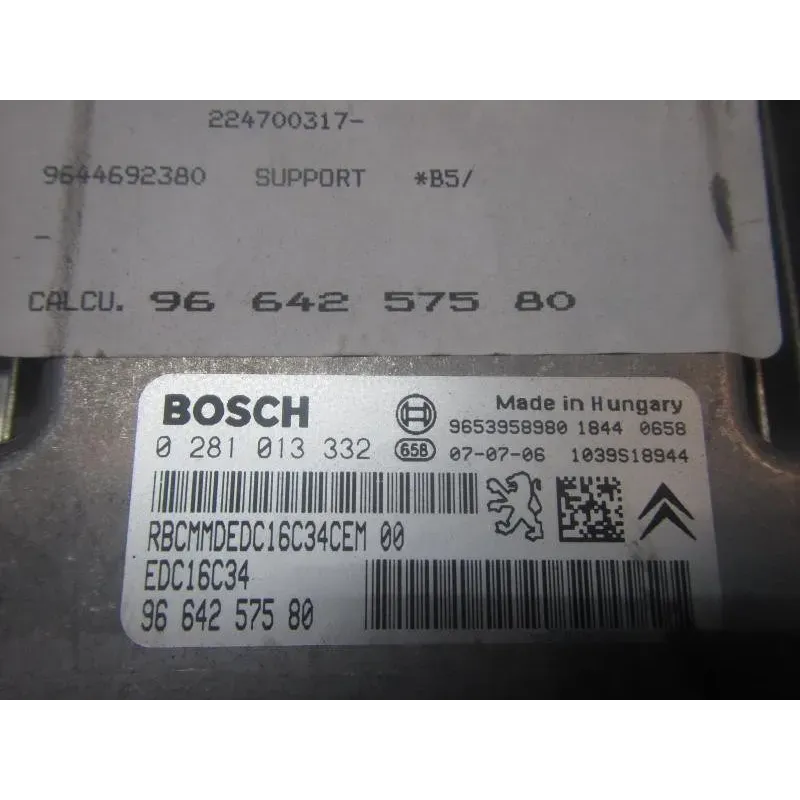 224700317-
9644692380 SUPPORT *B5/
-
CALCU. 96 642 575 80
BOSCH
Made in Hungary
9653958980 1844 0658
0 281 013 332 658 07-07-06 1039S18944
RBCMMDEDC16C34CEM 00
EDC16C34
96 642 575 80